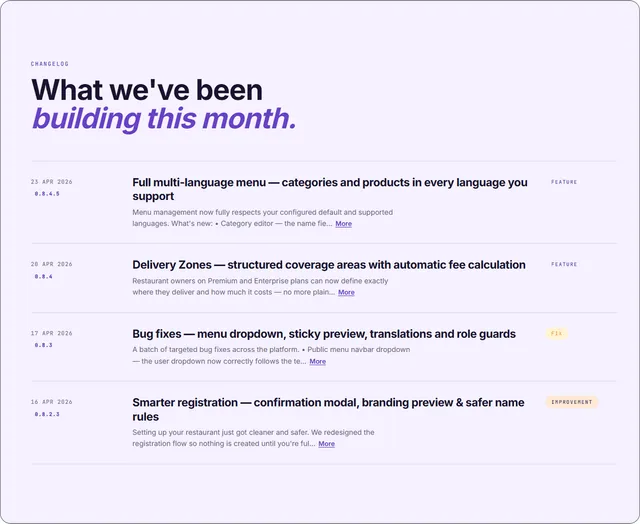 CHANGELOG
What we've been
building this month.
23 APR 2026
0.8.4.5
Full multi-language menu — categories and products in every language you
support
Menu management now fully respects your configured default and supported
languages. What's new: • Category editor — the name fie... More
FEATURE
20 APR 2026
0.8.4
Delivery Zones — structured coverage areas with automatic fee calculation
Restaurant owners on Premium and Enterprise plans can now define exactly
where they deliver and how much it costs — no more plain... More
FEATURE
17 APR 2026
0.8.3
Bug fixes — menu dropdown, sticky preview, translations and role guards
A batch of targeted bug fixes across the platform. • Public menu navbar dropdown
— the user dropdown now correctly follows the te... More
FIX
16 APR 2026
0.8.2.3
Smarter registration — confirmation modal, branding preview & safer name
rules
Setting up your restaurant just got cleaner and safer. We redesigned the
registration flow so nothing is created until you're ful... More
IMPROVEMENT